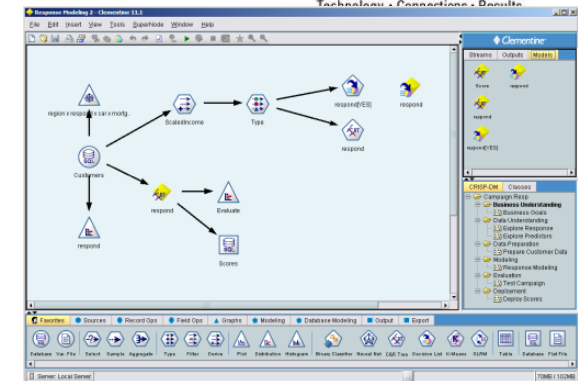 Technology • Connections • Results
Response Modeling 2 - Clementine 11.1
File Edit Insert View Tools SuperNode Window Help
Clementine
Streams Outputs Models
Score respond
respond
respond[YES]
region x respond x car x mortg...
ScaledIncome
Type
respond[YES]
respond
respond
Customers
respond
Evaluate
respond
Scores
CRISP-DM Classes
Campaign Resp
Business Understanding
Business Goals
Data Understanding
Explore Response
Explore Predictors
Data Preparation
Prepare Customer Data
Modeling
Response Modeling
Evaluation
Test Campaign
Deployment
Deploy Scores
Favorites Sources Record Ops Field Ops Graphs Modeling Database Modeling Output Export
Database Var. File Select Sample Aggregate Type Filter Derive Plot Distribution Histogram Binary Classifier Neural Net C&R Tree Decision List K-Means GLRM Table Database Flat File
Server: Local Server
70MB / 102MB